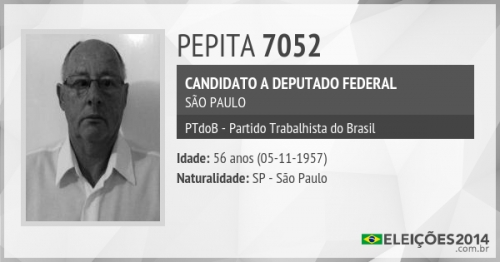 PEPITA 7052
CANDIDATO A DEPUTADO FEDERAL
SÃO PAULO
PTdoB - Partido Trabalhista do Brasil
Idade: 56 anos (05-11-1957)
Naturalidade: SP - São Paulo
ELEIÇÕES2014
.com.br